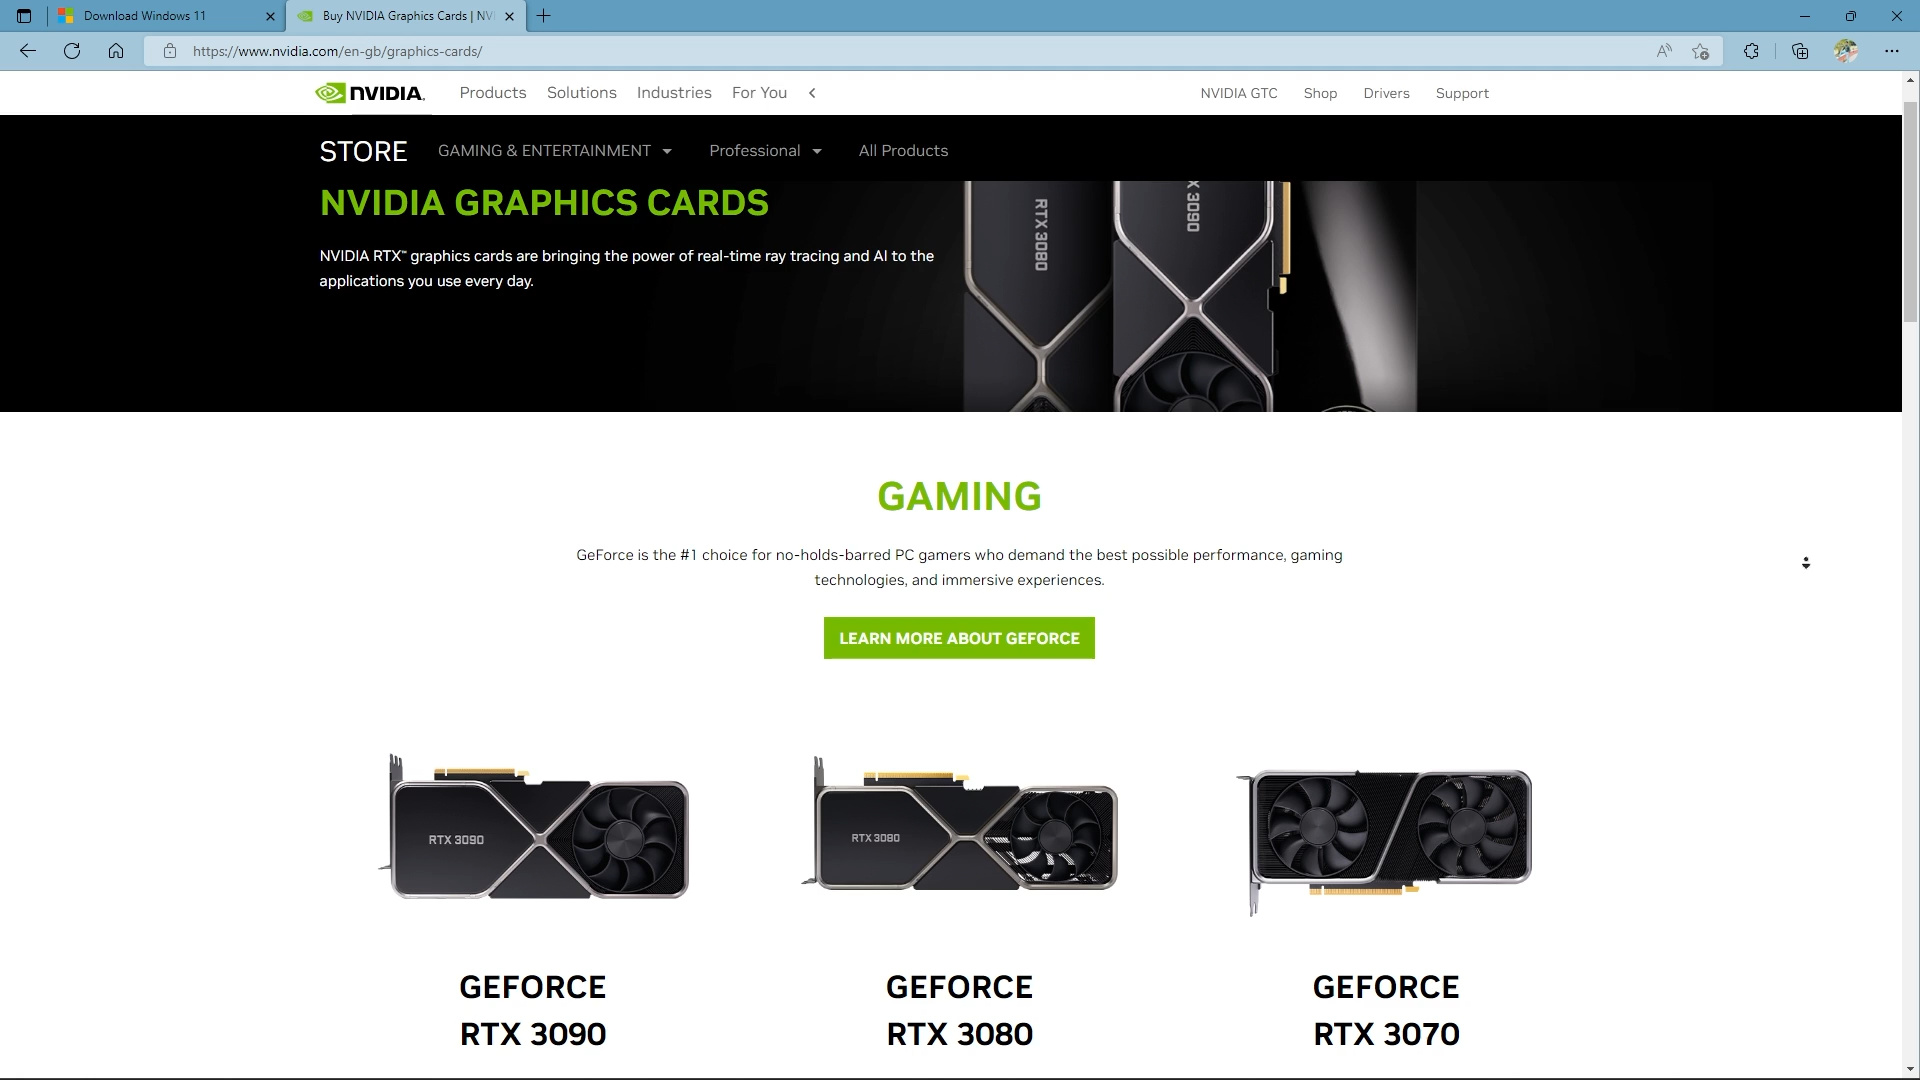 Download Windows 11
Buy NVIDIA Graphics Cards | NVI
https://www.nvidia.com/en-gb/graphics-cards/
NVIDIA.
Products Solutions Industries For You
NVIDIA GTC Shop Drivers Support
STORE GAMING & ENTERTAINMENT Professional All Products
NVIDIA GRAPHICS CARDS
NVIDIA RTX™ graphics cards are bringing the power of real-time ray tracing and AI to the
applications you use every day.
RTX 3080
X 3090
GAMING
GeForce is the #1 choice for no-holds-barred PC gamers who demand the best possible performance, gaming
technologies, and immersive experiences.
LEARN MORE ABOUT GEFORCE
RTX 3090
RTX 3080
GEFORCE
RTX 3090
GEFORCE
RTX 3080
GEFORCE
RTX 3070